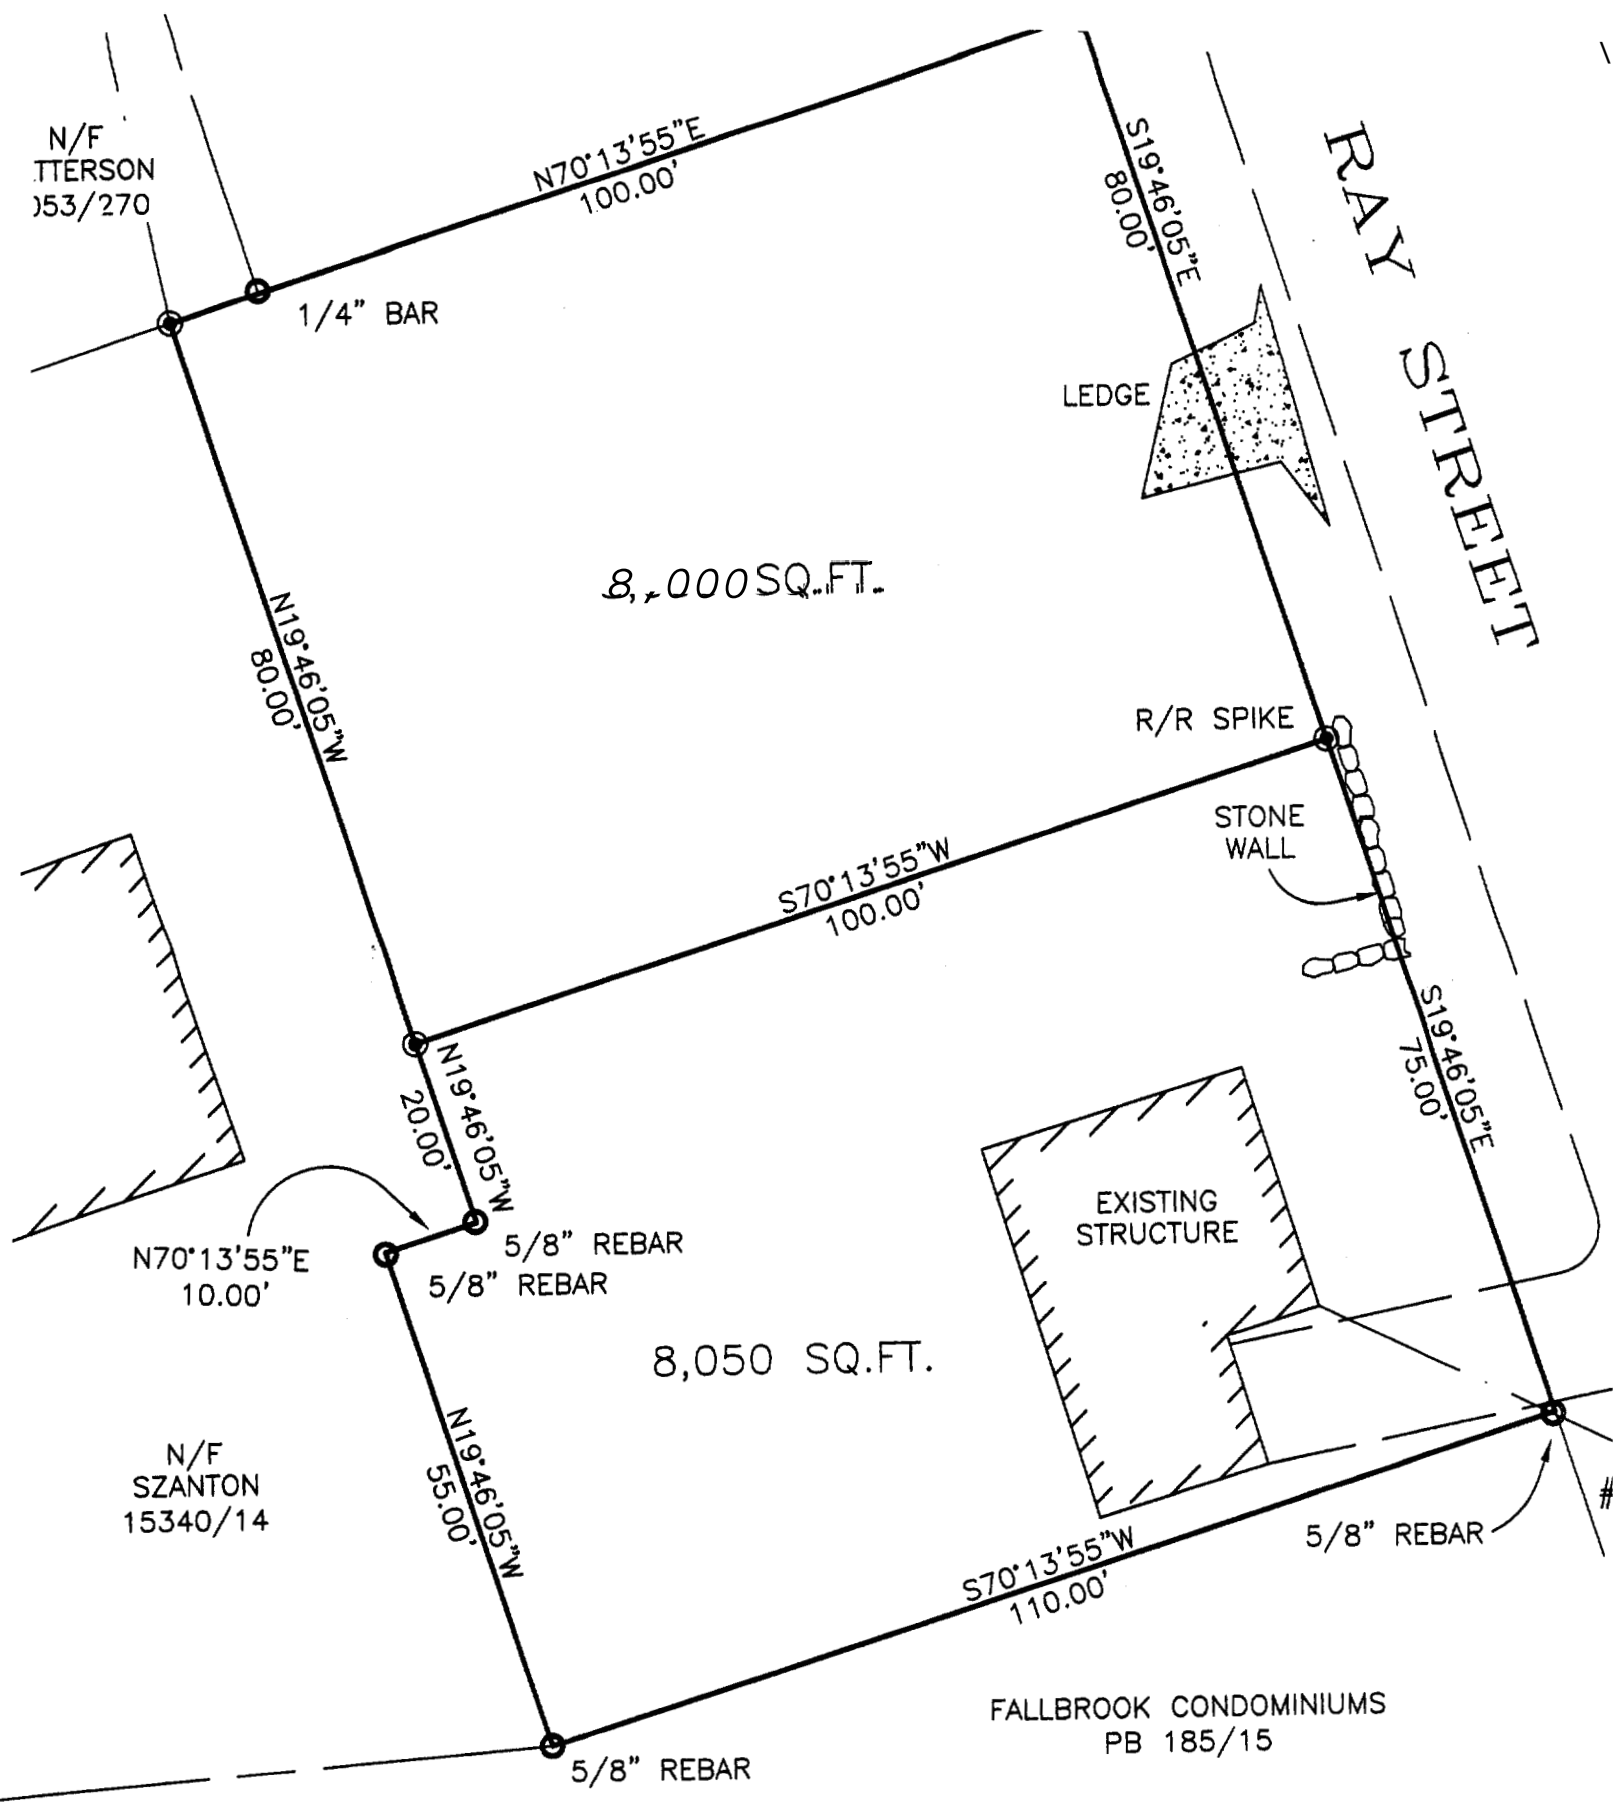 N/F
TTERSON
53/270
N70°13'55"E
100.00'
S19°46'05"E
80.00'
RAY STREET
1/4" BAR
LEDGE
8,000 SQ.FT.
N19°46'05"W
80.00'
R/R SPIKE
STONE
WALL
S70°13'55"W
100.00'
S19°46'05"E
75.00'
N19°46'05"W
20.00'
EXISTING
STRUCTURE
N70°13'55"E
10.00'
5/8" REBAR
5/8" REBAR
8,050 SQ.FT.
N19°46'05"W
55.00'
N/F
SZANTON
15340/14
#
5/8" REBAR
S70°13'55"W
110.00'
FALLBROOK CONDOMINIUMS
PB 185/15
5/8" REBAR